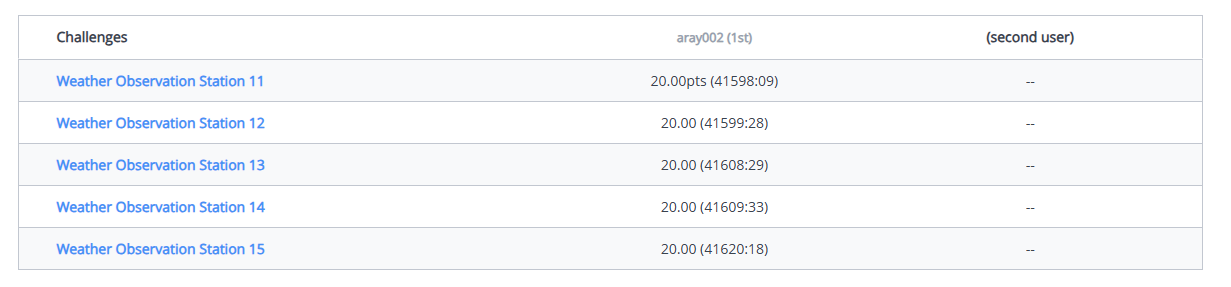 Challenges aray002 (1st) (second user)
Weather Observation Station 11 20.00pts (41598:09) --
Weather Observation Station 12 20.00 (41599:28) --
Weather Observation Station 13 20.00 (41608:29) --
Weather Observation Station 14 20.00 (41609:33) --
Weather Observation Station 15 20.00 (41620:18) --